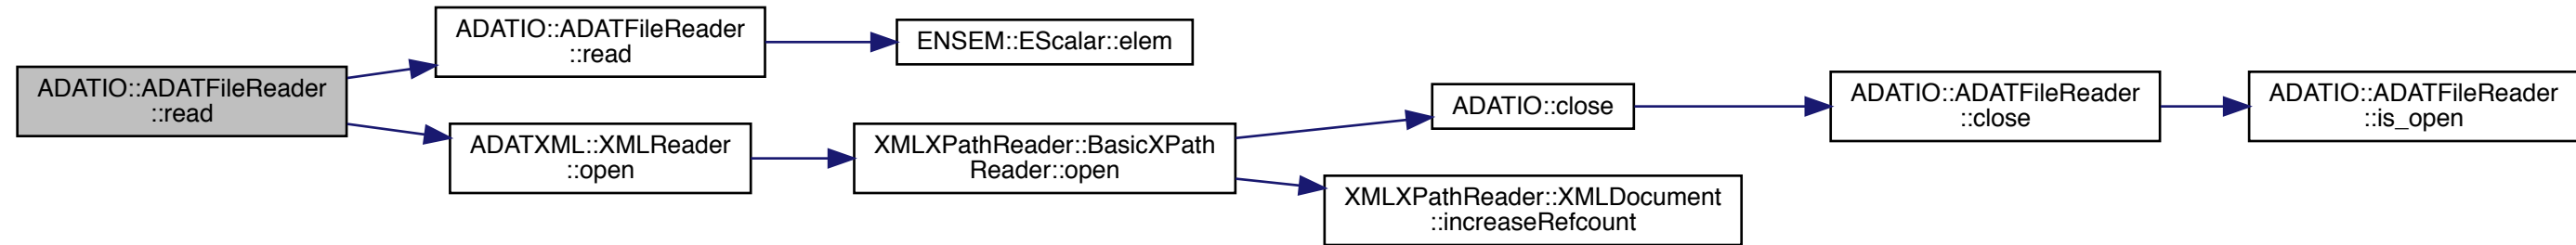 ADATIO::ADATFileReader
::read
ADATIO::ADATFileReader
::read
ENSEM::EScalar::elem
ADATXML::XMLReader
::open
XMLXPathReader::BasicXPath
Reader::open
ADATIO::close
ADATIO::ADATFileReader
::close
ADATIO::ADATFileReader
::is_open
XMLXPathReader::XMLDocument
::increaseRefcount